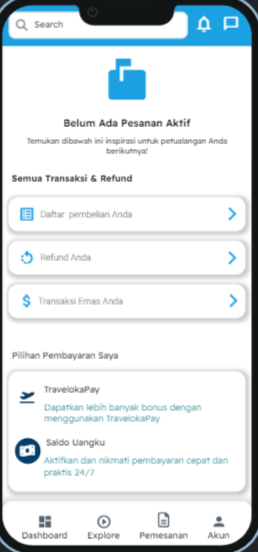 Search
Belum Ada Pesanan Aktif
Temukan dibawah ini inspirasi untuk petualangan Anda
berikutnya!
Semua Transaksi & Refund
Daftar pembelian Anda
Refund Anda
Transaksi Emas Anda
Pilihan Pembayaran Saya
TravelokaPay
Dapatkan lebih banyak bonus dengan
menggunakan TravelokaPay
Saldo Uangku
Aktifkan dan nikmati pembayaran cepat dan
praktis 24/7
Dashboard Explore Pemesanan Akun